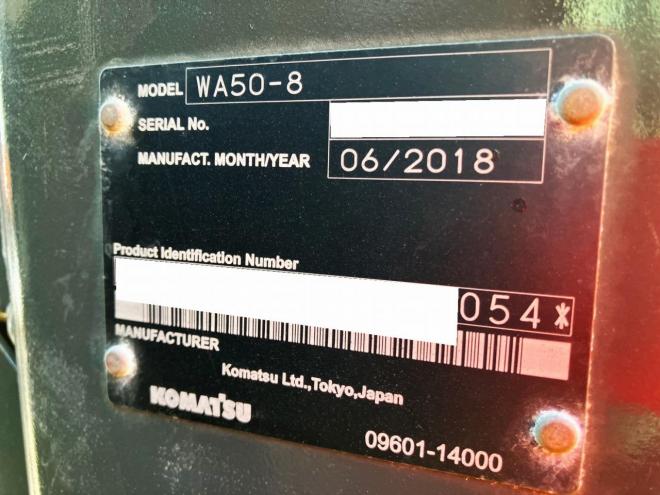 MODEL WA50-8
SERIAL No.
MANUFACT. MONTH/YEAR 06/2018
Product Identification Number
054*
MANUFACTURER
Komatsu Ltd.,Tokyo,Japan
KOMATSU
09601-14000